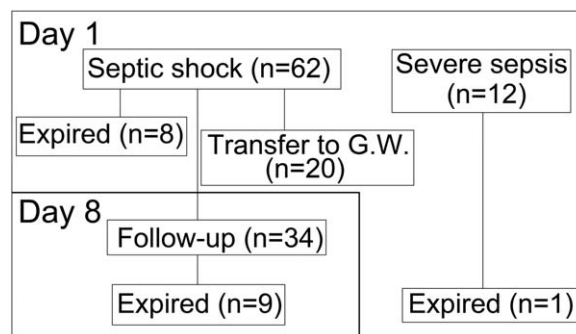 Day 1
Septic shock (n=62)
Severe sepsis
(n=12)
Expired (n=8)
Transfer to G.W.
(n=20)
Day 8
Follow-up (n=34)
Expired (n=9)
Expired (n=1)